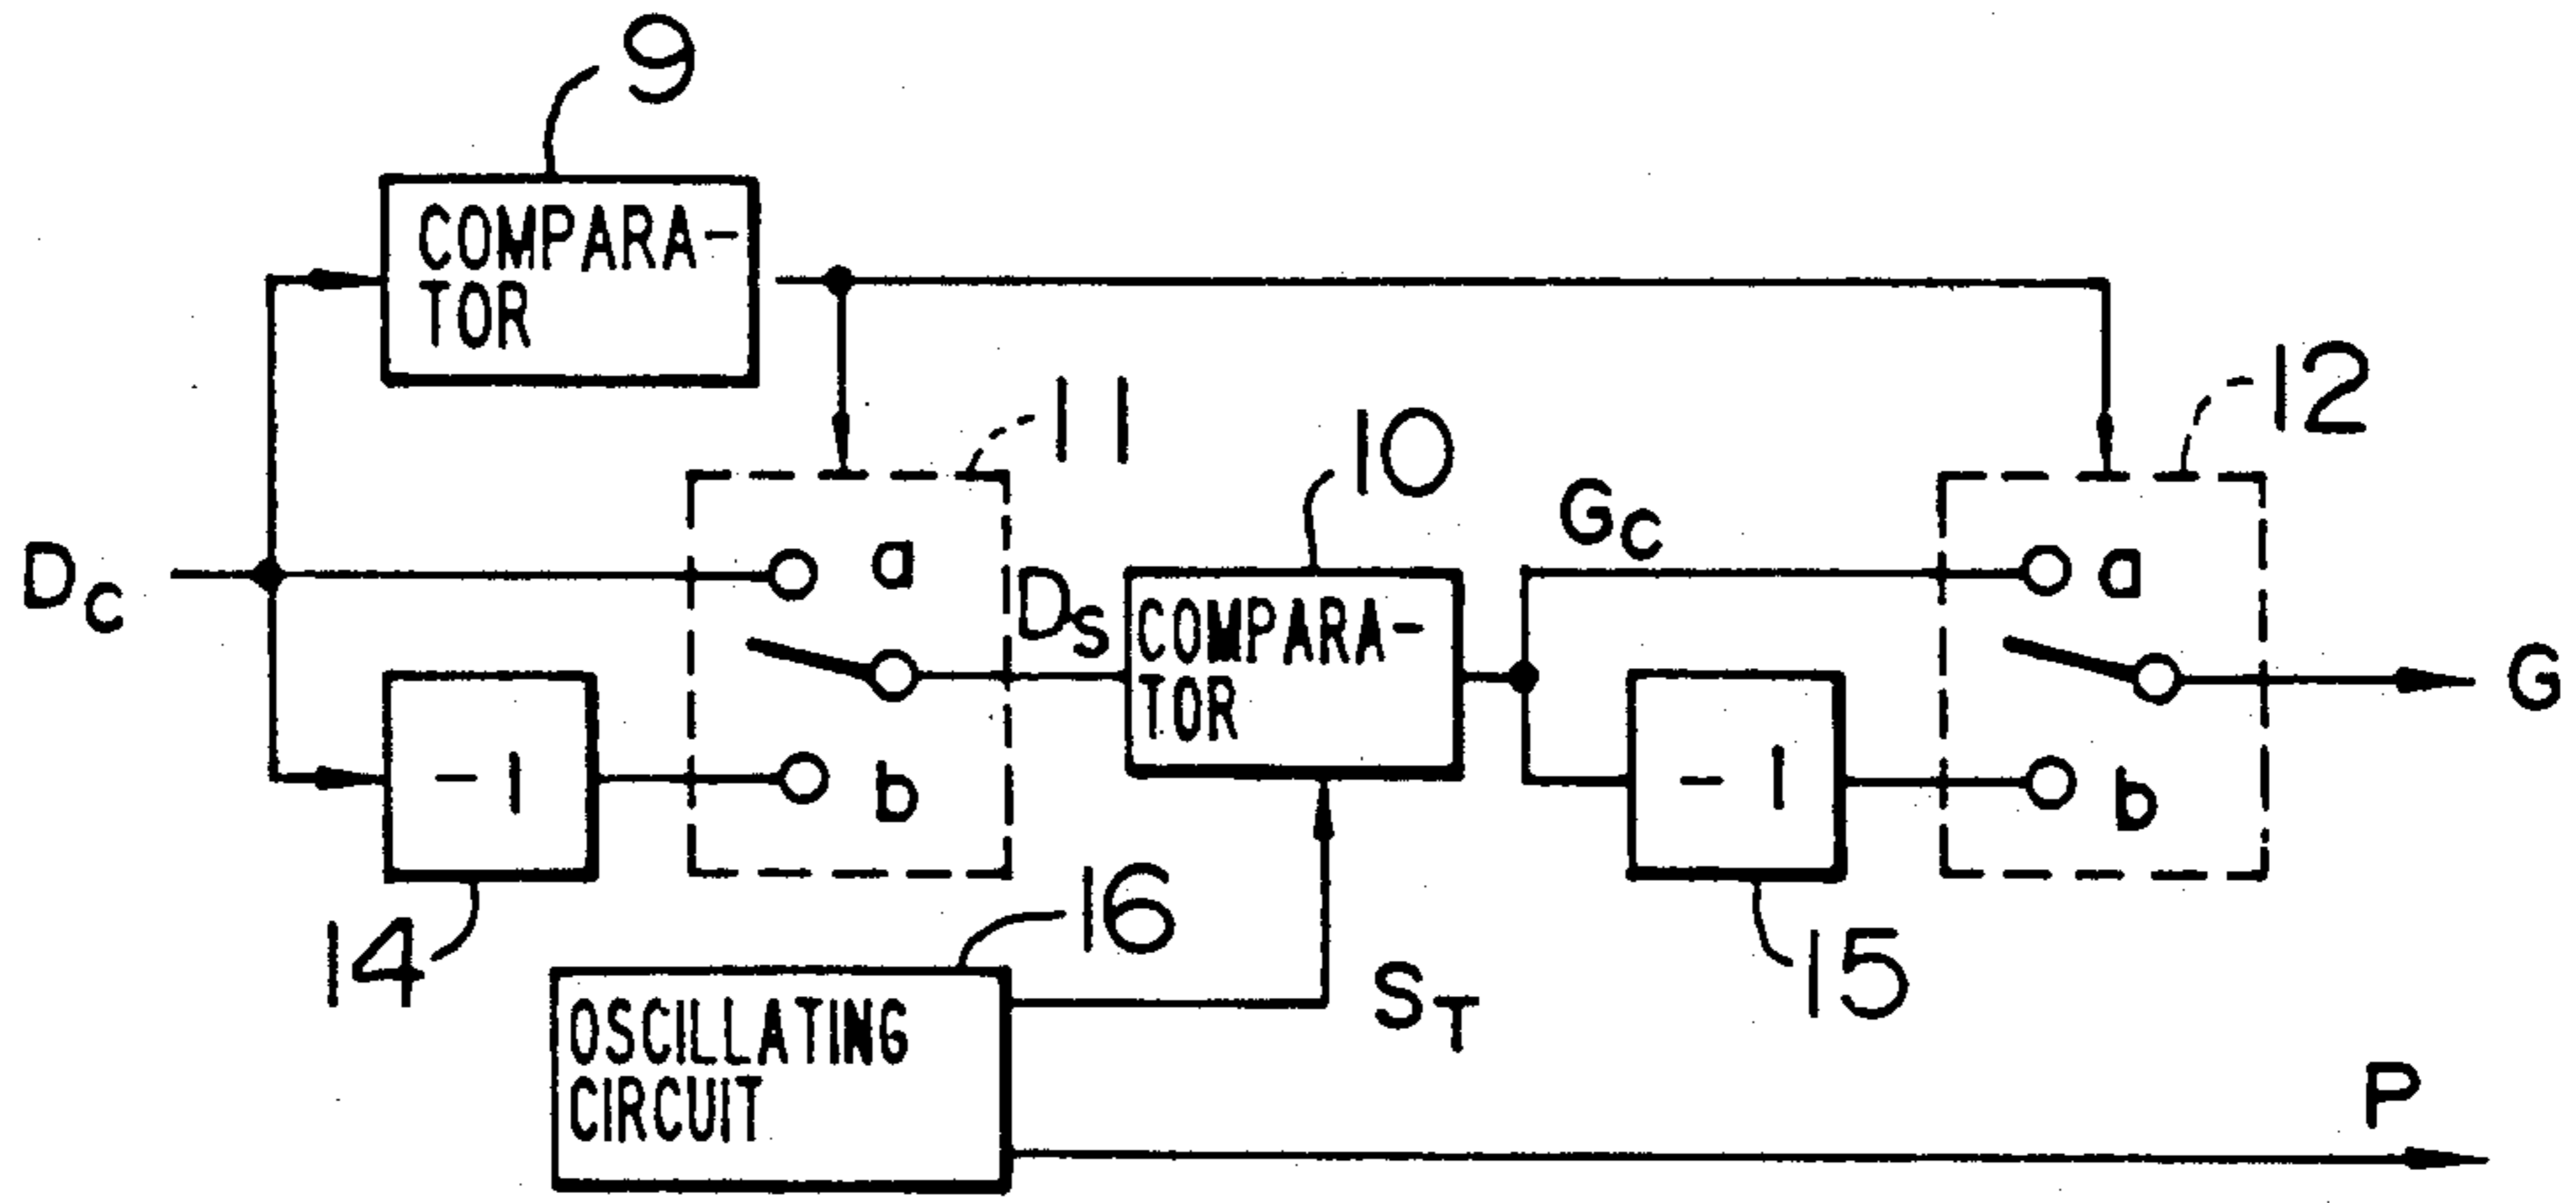 9
COMPARA-
TOR
11
12
10
a
GC
a
DC
DS
COMPARA-
TOR
G
-1
b
-1
b
14
16
15
OSCILLATING
CIRCUIT
ST
P